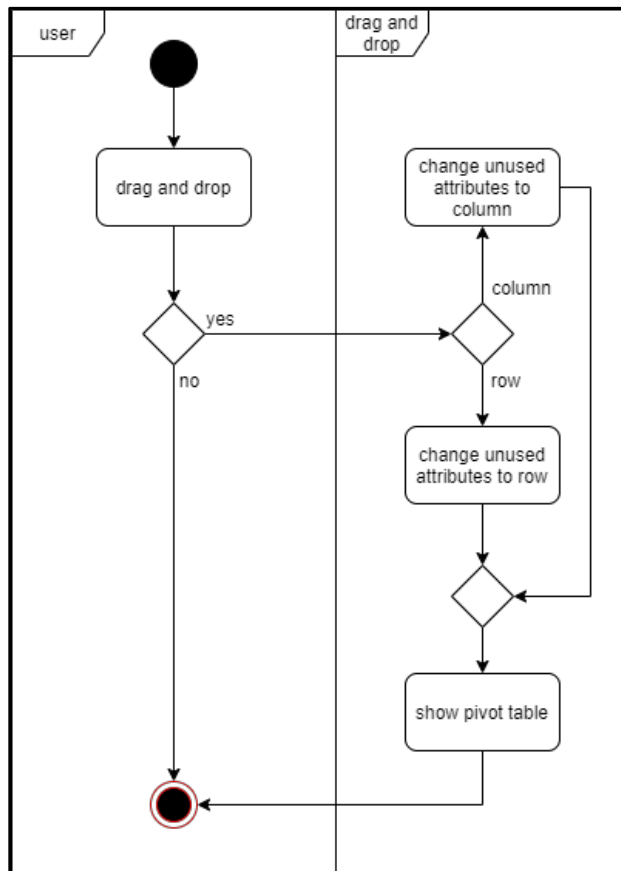 user
drag and
drop
drag and drop
change unused
attributes to
column
column
yes
no
row
change unused
attributes to row
show pivot table